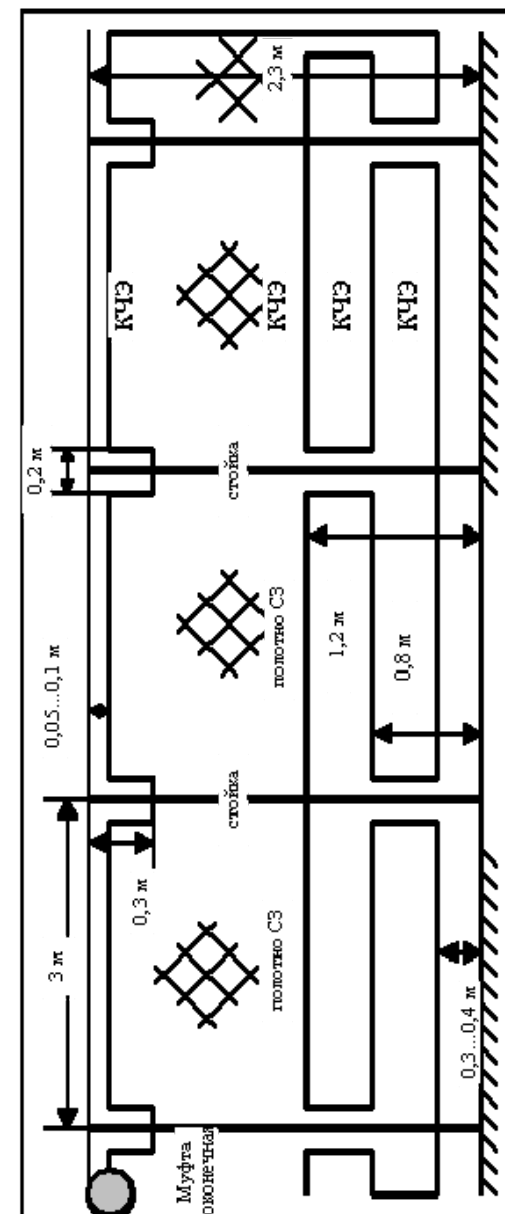 0,2 м
3 м
0,05...0,1 м
0,3 м
КЧЭ
Муфта
оконечная
стойка
стойка
полотно СЗ
полотно СЗ
КЧЭ
2,3 м
1,2 м
КЧЭ
0,8 м
КЧЭ
0,3...0,4 м